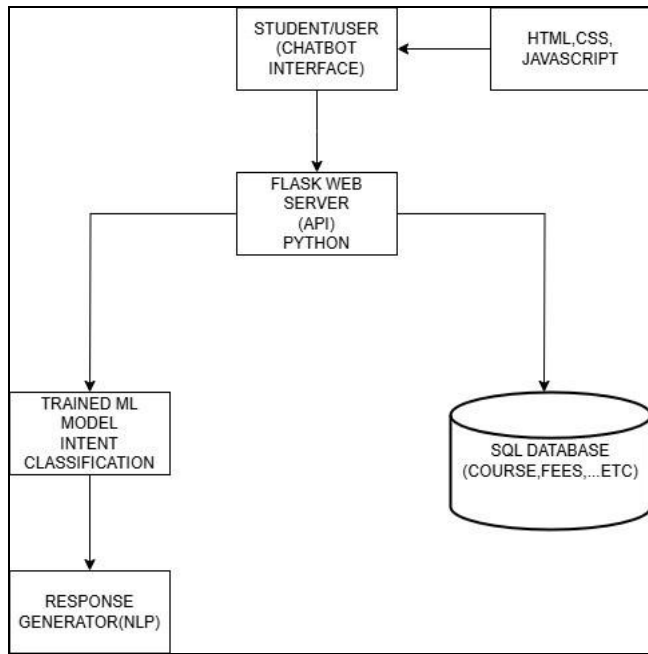 STUDENT/USER
(CHATBOT
INTERFACE)
HTML,CSS,
JAVASCRIPT
FLASK WEB
SERVER
(API)
PYTHON
TRAINED ML
MODEL
INTENT
CLASSIFICATION
SQL DATABASE
(COURSE,FEES,...ETC)
RESPONSE
GENERATOR(NLP)